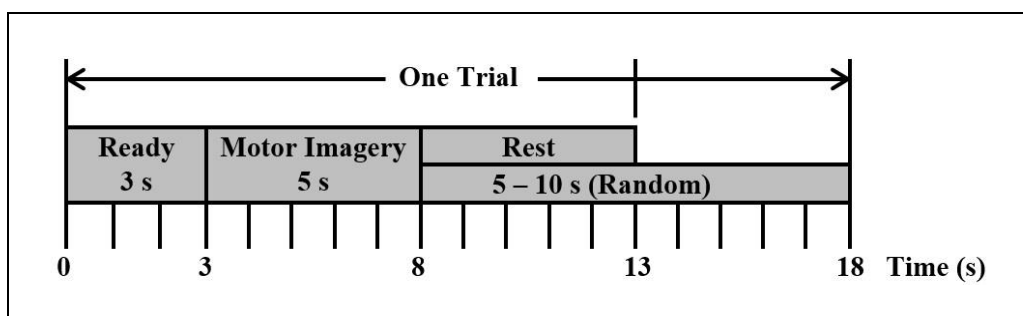 One Trial
Ready Motor Imagery Rest
3 s 5 s 5 – 10 s (Random)
0 3 8 13 18 Time (s)